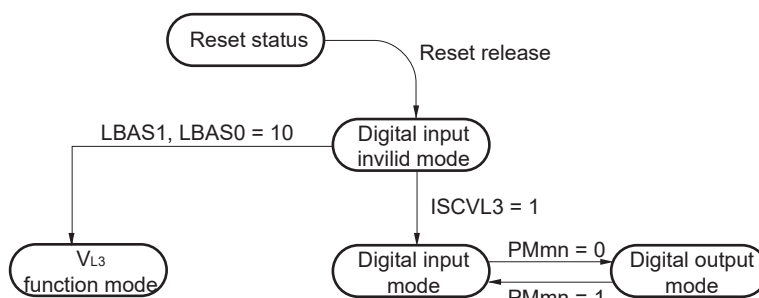 Reset status
Reset release
LBAS1, LBAS0 = 10
Digital input
invilid mode
ISCVL3 = 1
VL3
function mode
Digital input
mode
PMmn = 0
PMmn = 1
Digital output
mode